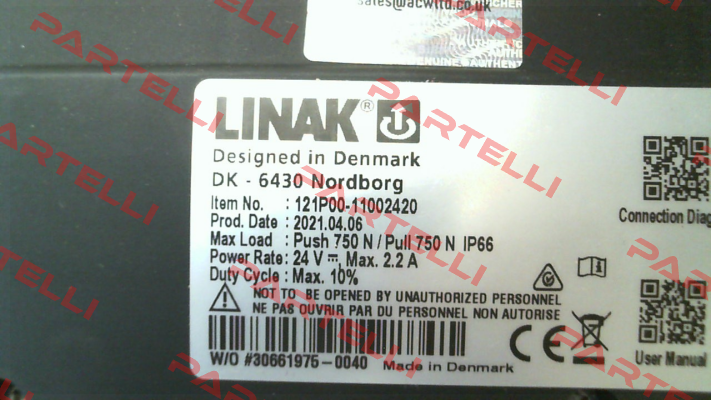 sales@acwltd.co.uk
LINAK®
Designed in Denmark
DK - 6430 Nordborg
Item No. : 121P00-11002420
Prod. Date : 2021.04.06
Max Load : Push 750 N / Pull 750 N IP66
Power Rate : 24 V Max. 2.2 A
Duty Cycle : Max. 10%
NOT TO BE OPENED BY UNAUTHORIZED PERSONNEL
NE PAS OUVRIR PAR DU PERSONNEL NON AUTORISE
W/O #30661975-0040 Made in Denmark
CE
Connection Diag
User Manual
PARTELLI
PARTELLI
PARTELLI
PARTELLI
PARTELLI